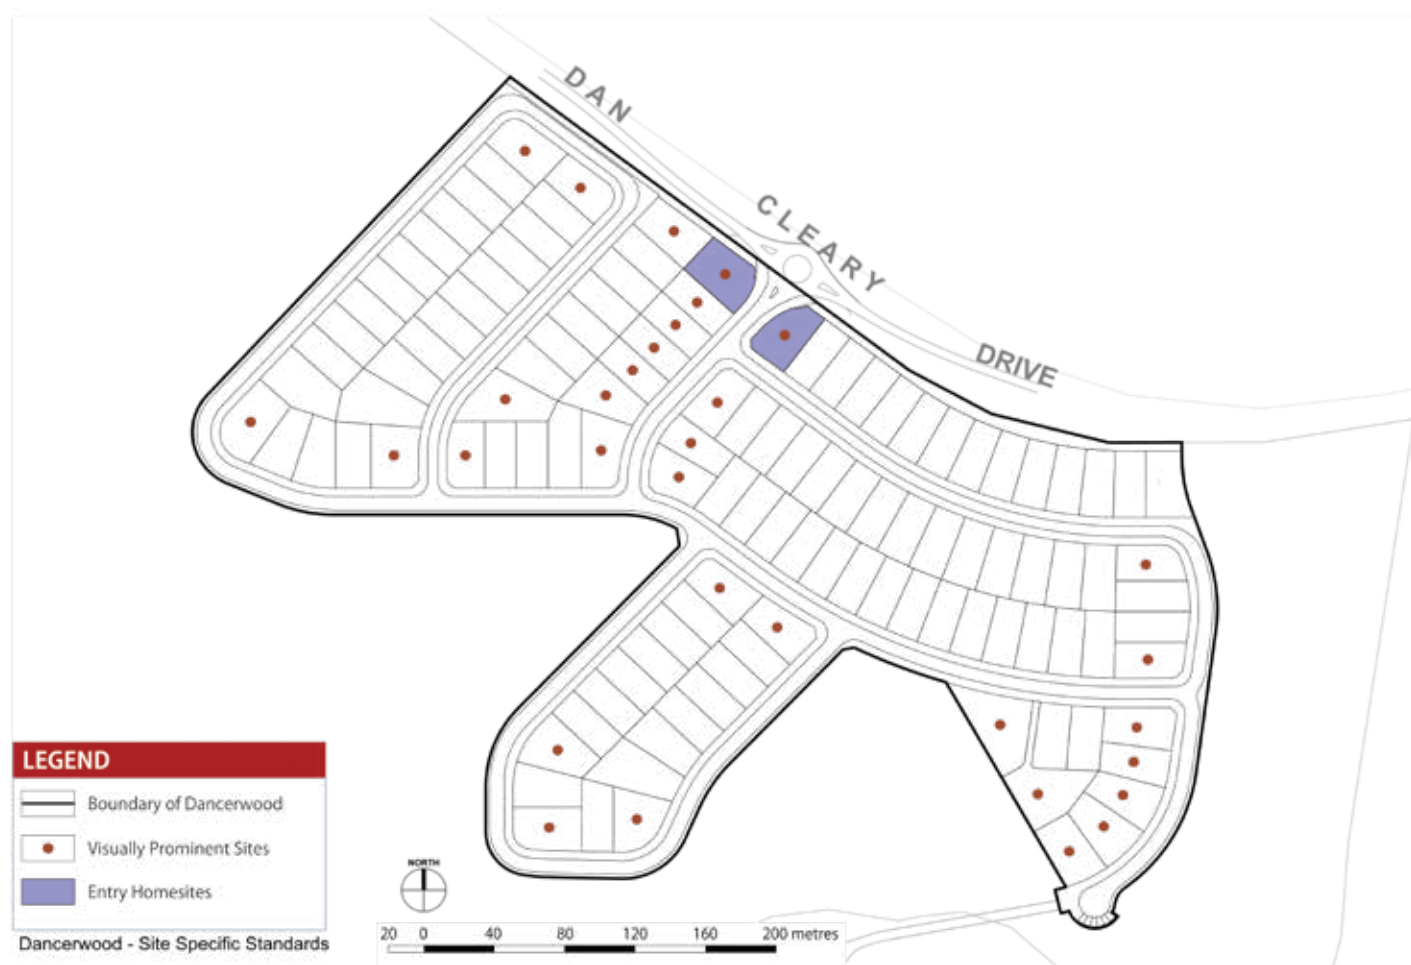 DAN
CLEARY
DRIVE
LEGEND
Boundary of Dancerwood
Visually Prominent Sites
Entry Homesites
Dancerwood - Site Specific Standards
NORTH
20 0 40 80 120 160 200 metres